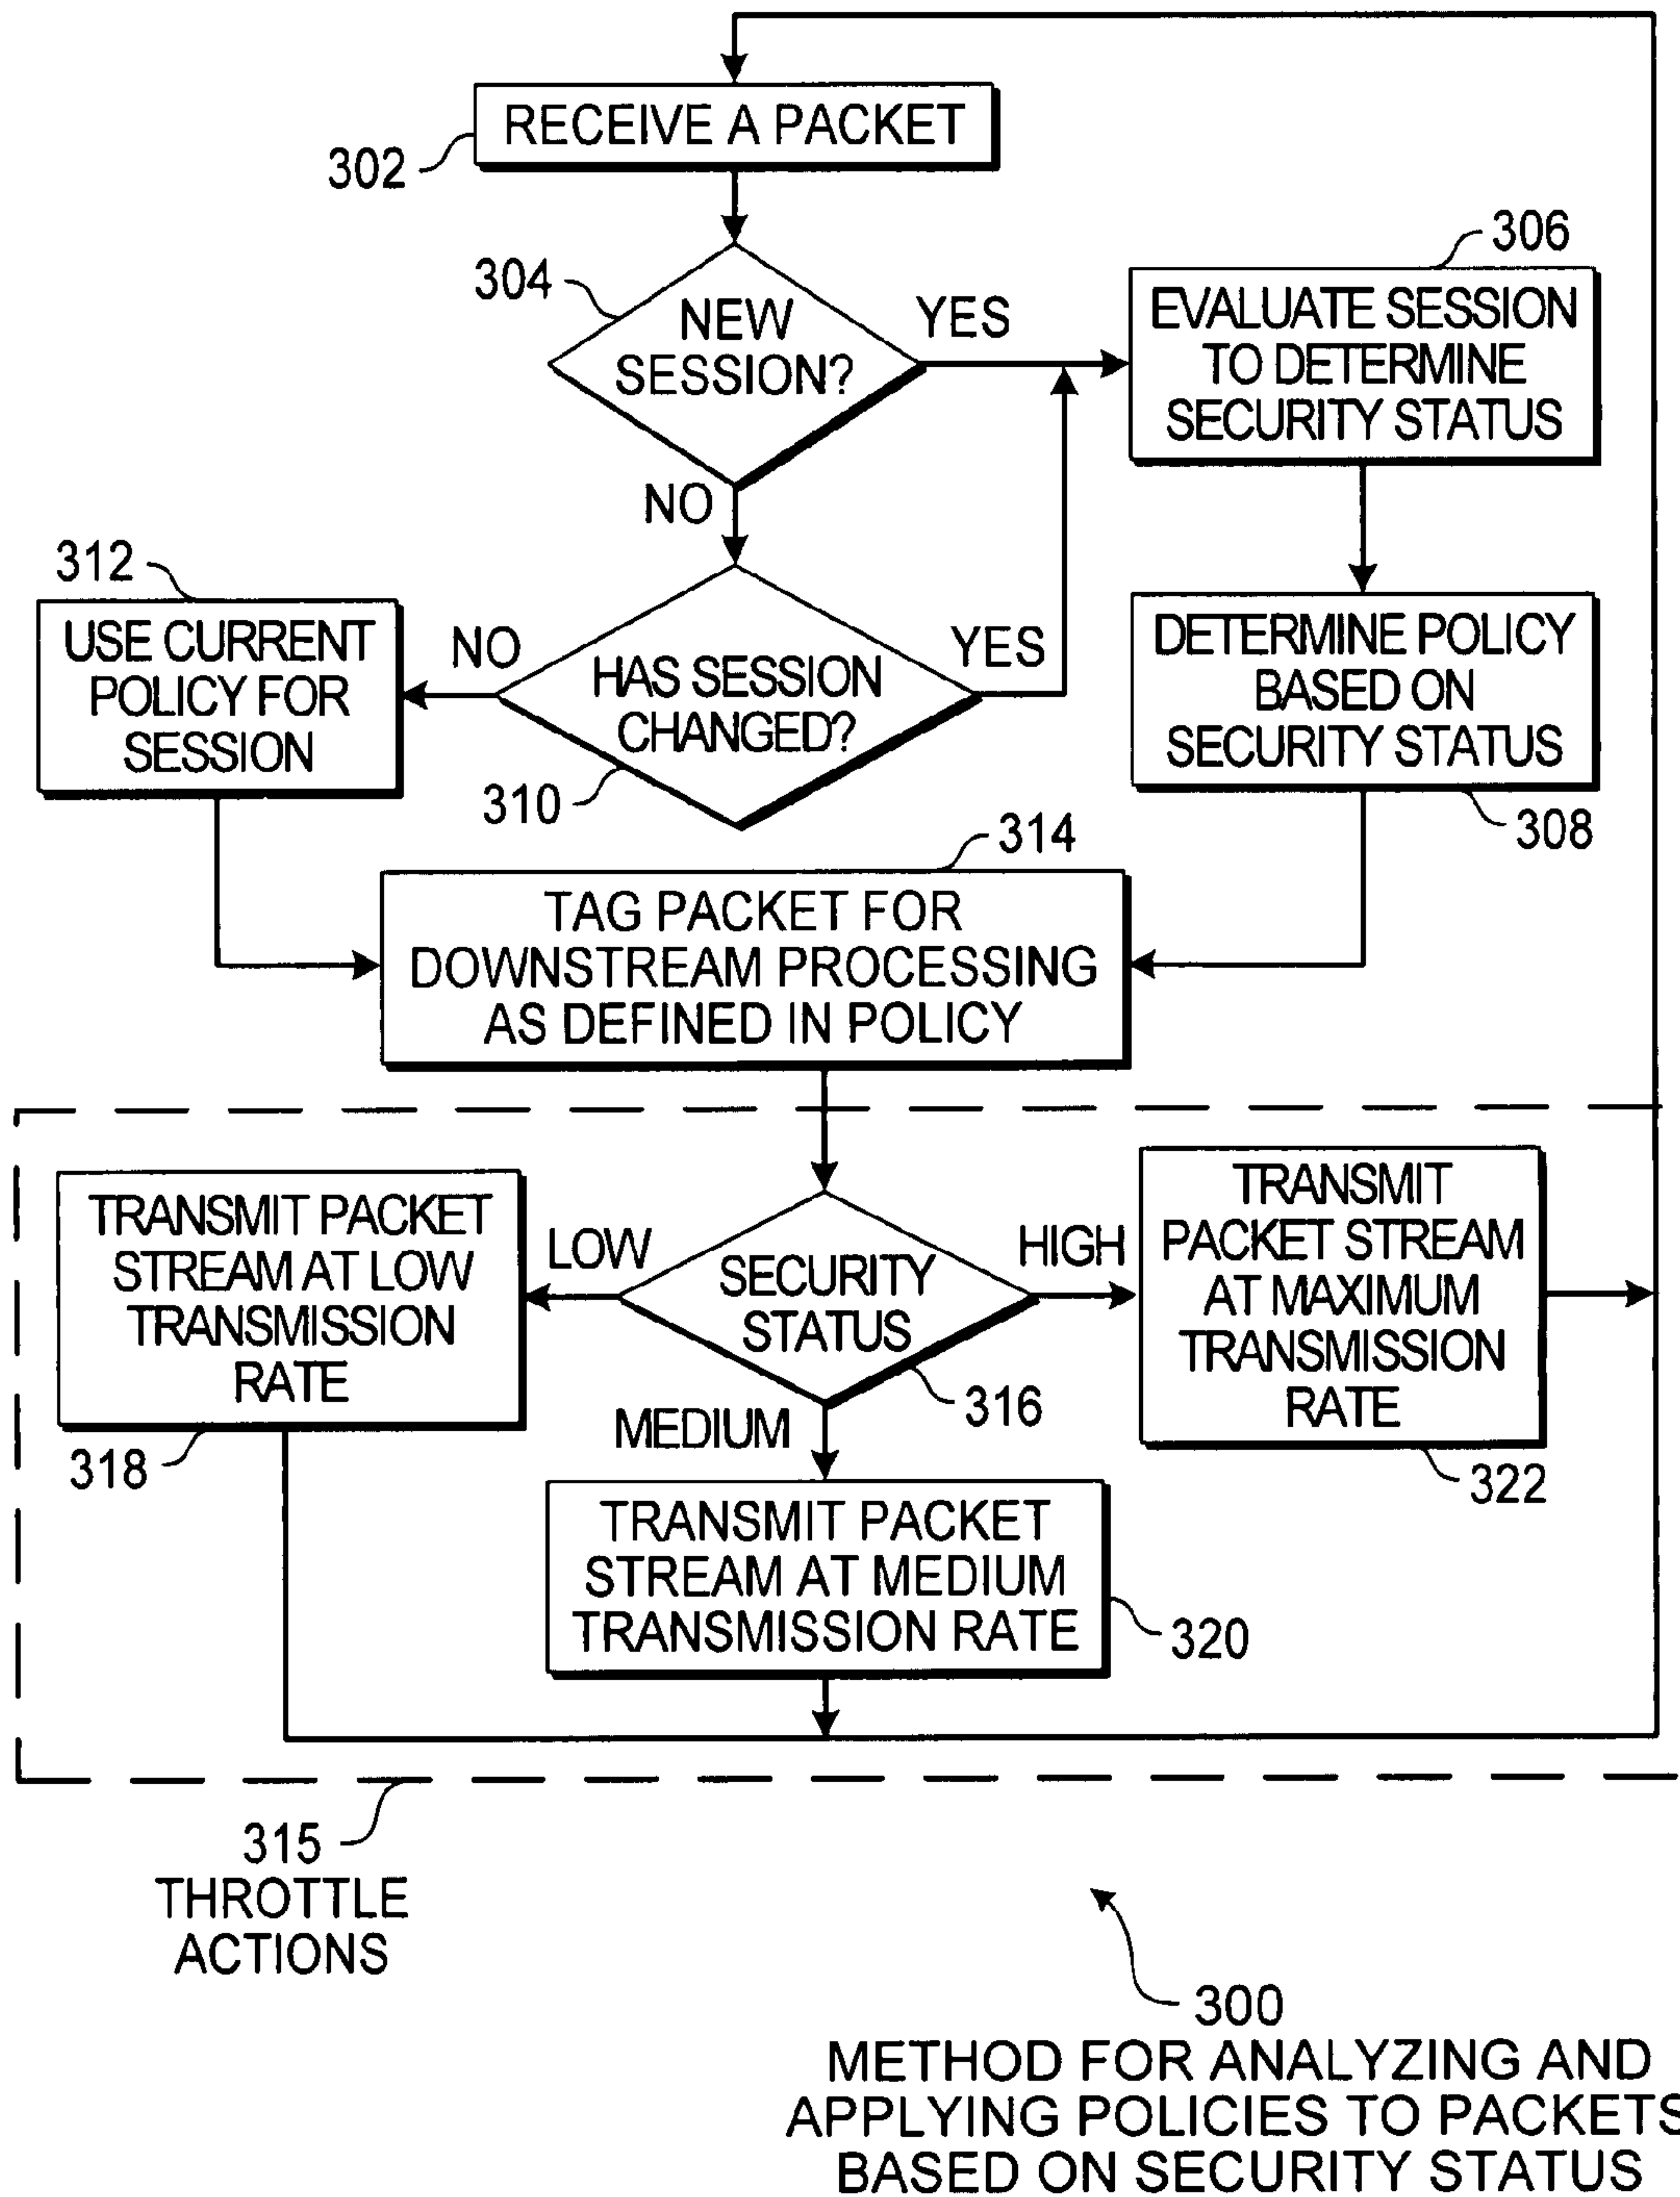 RECEIVE A PACKET
302
304
NEW
SESSION?
YES
NO
306
EVALUATE SESSION
TO DETERMINE
SECURITY STATUS
312
USE CURRENT
POLICY FOR
SESSION
NO
HAS SESSION
CHANGED?
YES
310
DETERMINE POLICY
BASED ON
SECURITY STATUS
308
314
TAG PACKET FOR
DOWNSTREAM PROCESSING
AS DEFINED IN POLICY
TRANSMIT PACKET
STREAM AT LOW
TRANSMISSION
RATE
318
LOW
SECURITY
STATUS
HIGH
316
MEDIUM
TRANSMIT
PACKET STREAM
AT MAXIMUM
TRANSMISSION
RATE
322
TRANSMIT PACKET
STREAM AT MEDIUM
TRANSMISSION RATE
320
315
THROTTLE
ACTIONS
300
METHOD FOR ANALYZING AND
APPLYING POLICIES TO PACKETS
BASED ON SECURITY STATUS